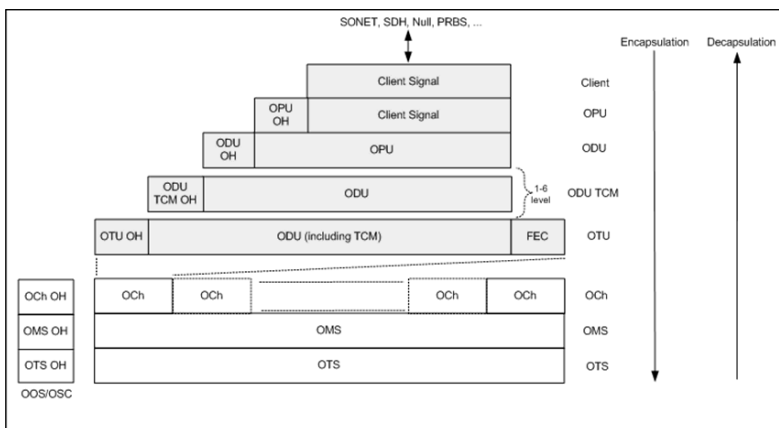 SONET, SDH, Null, PRBS, ...
Encapsulation
Decapsulation
Client Signal
Client
OPU
OH
Client Signal
OPU
ODU
OH
OPU
ODU
ODU
TCM OH
ODU
1-6
level
ODU TCM
OTU OH
ODU (including TCM)
FEC
OTU
OCh OH
OCh
OCh
OCh
OCh
OCh
OMS OH
OMS
OMS
OTS OH
OTS
OTS
OOS/OSC